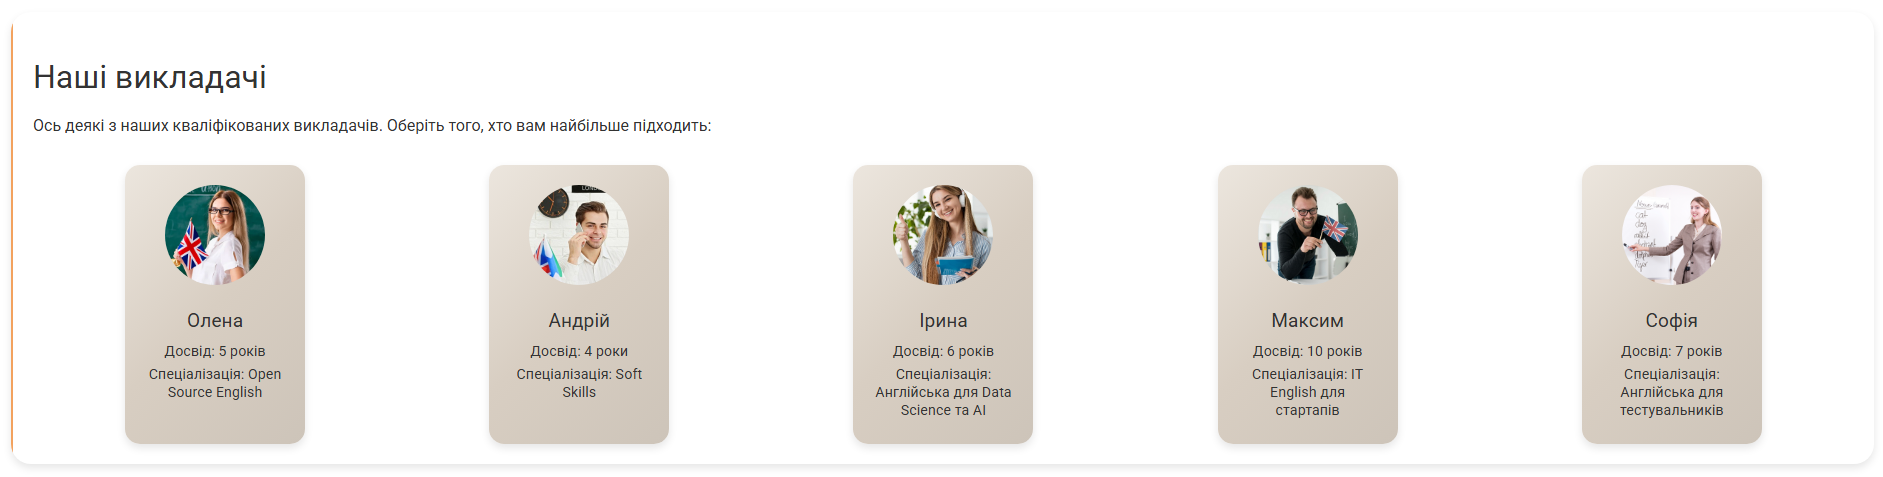 Наші викладачі
Ось деякі з наших кваліфікованих викладачів. Оберіть того, хто вам найбільше підходить:
Олена
Досвід: 5 років
Спеціалізація: Open
Source English
Андрій
Досвід: 4 роки
Спеціалізація: Soft
Skills
Ірина
Досвід: 6 років
Спеціалізація:
Англійська для Data
Science та AI
Максим
Досвід: 10 років
Спеціалізація: IT
English для
стартапів
Софія
Досвід: 7 років
Спеціалізація:
Англійська для
тестувальників